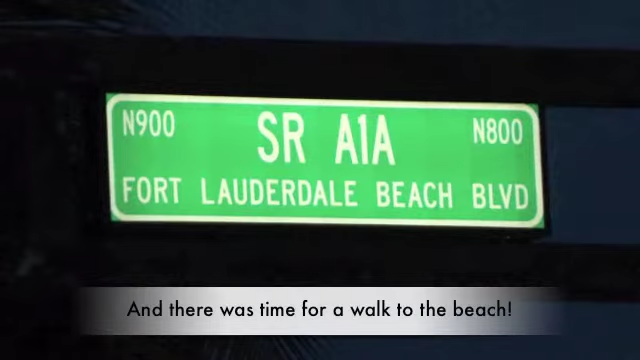 N900 SR A1A N800
FORT LAUDERDALE BEACH BLVD
And there was time for a walk to the beach!